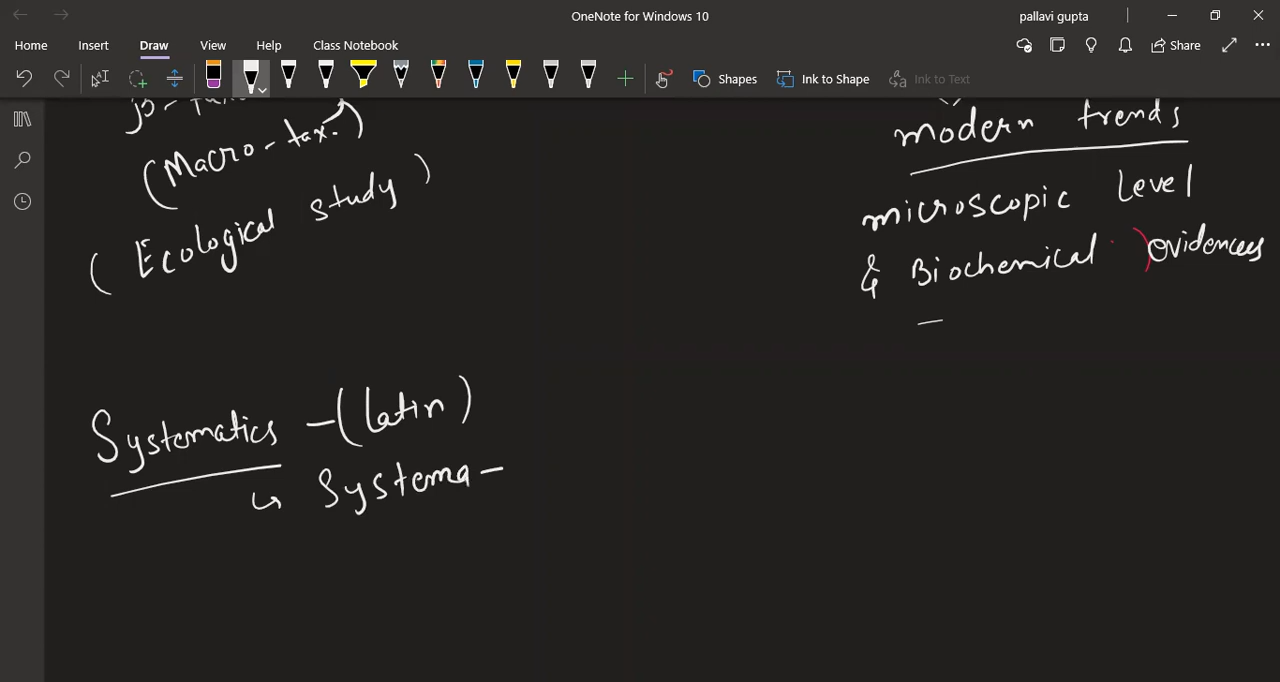 OneNote for Windows 10
pallavi gupta
Home Insert Draw View Help Class Notebook
Share
Shapes Ink to Shape Ink to Text
(Macro-tax.)
(Ecological study)
modern trends
microscopic Level
& Biochemical ) evidences
Systematics -(Latin)
↳ Systema -